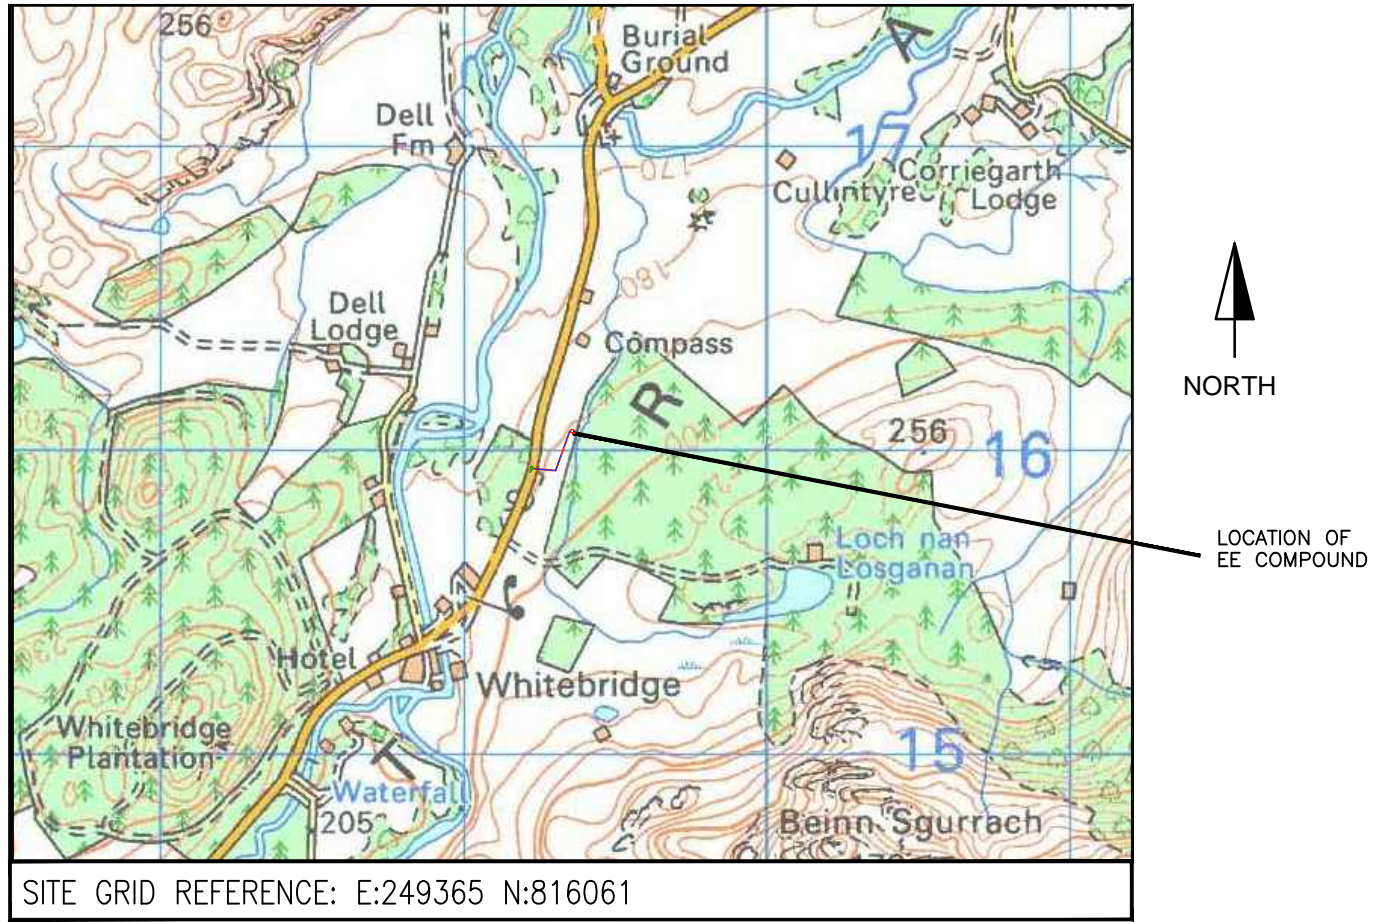 256
Burial
Ground
A
Dell
Fm
17
170
Cullintyre
Corriegarth
Lodge
180
Dell
Lodge
Compass
NORTH
R
256
16
LOCATION OF
EE COMPOUND
Loch nan
Losganan
Hotel
Whitebridge
Whitebridge
Plantation
15
T
Waterfall
205
Beinn Sgurrach
SITE GRID REFERENCE: E:249365 N:816061